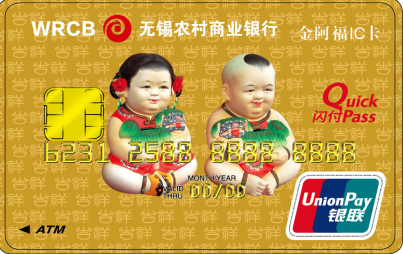 WRCB 无锡农村商业银行
金阿福IC卡
Quick
闪付Pass
6231 2588 8888 8888
MONTH/YEAR
VALID
THRU 00/00
ATM
UnionPay
银联